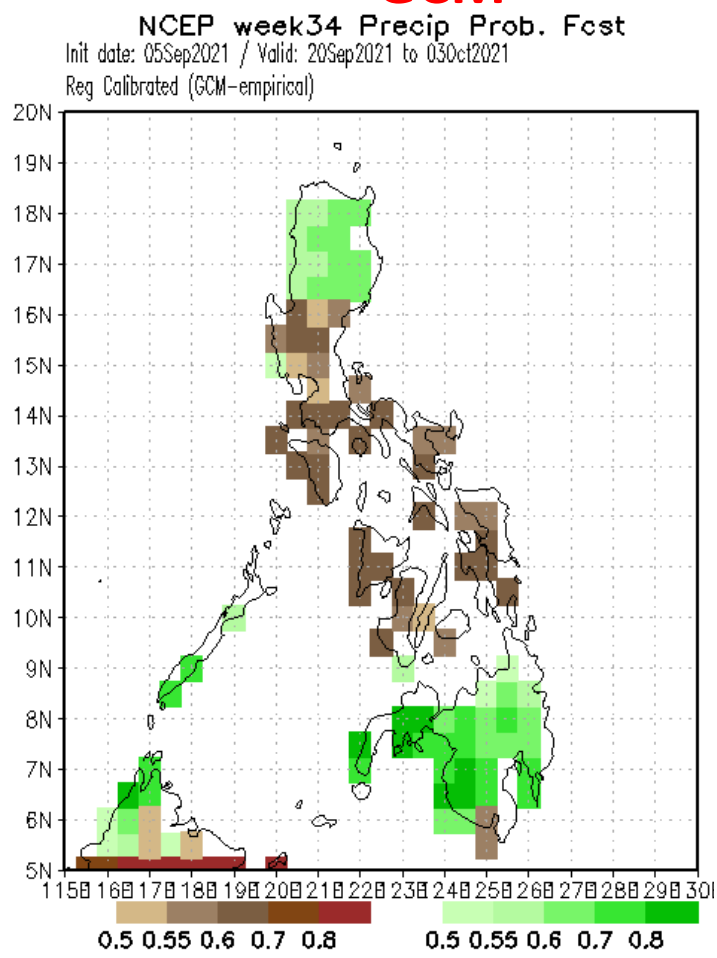 GCM
NCEP week34 Precip Prob. Fcst
Init date: 05Sep2021 / Valid: 20Sep2021 to 03Oct2021
Reg Calibrated (GCM-empirical)
20N
19N
18N
17N
16N
15N
14N
13N
12N
11N
10N
9N
8N
7N
6N
5N
115E 116E 117E 118E 119E 120E 121E 122E 123E 124E 125E 126E 127E 128E 129E 130E
0.5 0.55 0.6 0.7 0.8 0.5 0.55 0.6 0.7 0.8